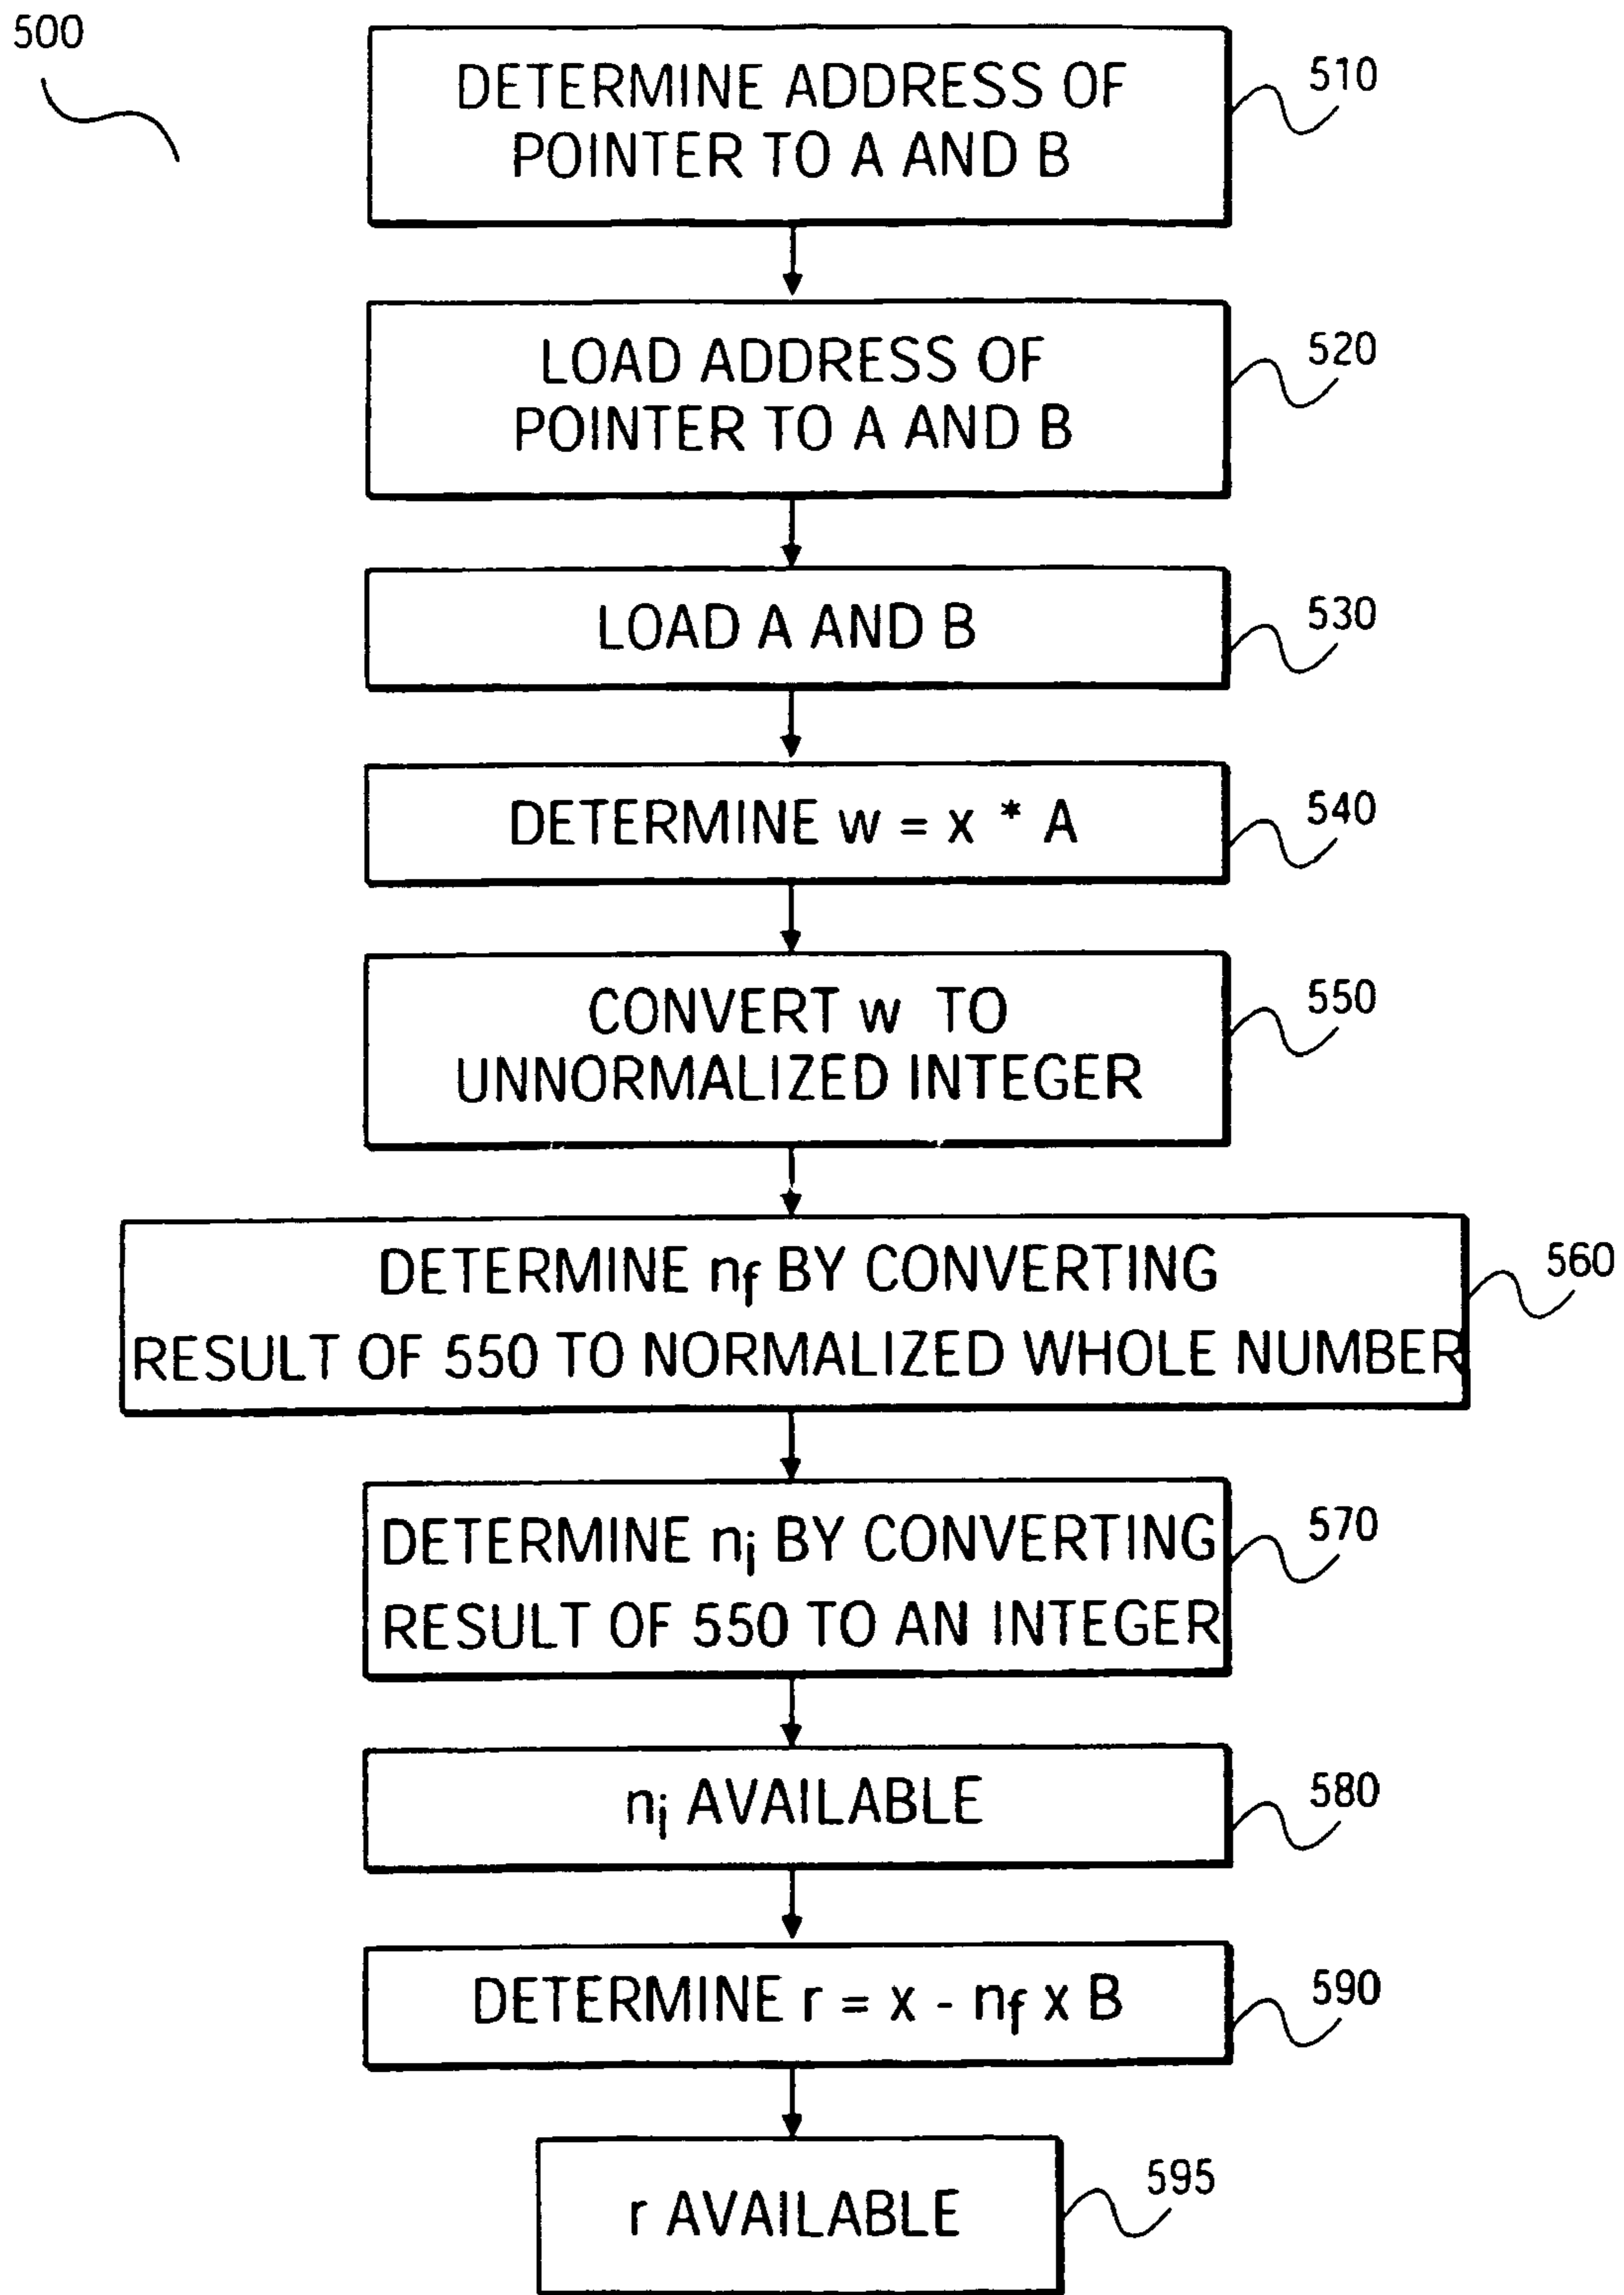 500
DETERMINE ADDRESS OF
POINTER TO A AND B
510
LOAD ADDRESS OF
POINTER TO A AND B
520
LOAD A AND B
530
DETERMINE w = x * A
540
CONVERT w TO
UNNORMALIZED INTEGER
550
DETERMINE nf BY CONVERTING
RESULT OF 550 TO NORMALIZED WHOLE NUMBER
560
DETERMINE ni BY CONVERTING
RESULT OF 550 TO AN INTEGER
570
ni AVAILABLE
580
DETERMINE r = x - nf x B
590
r AVAILABLE
595